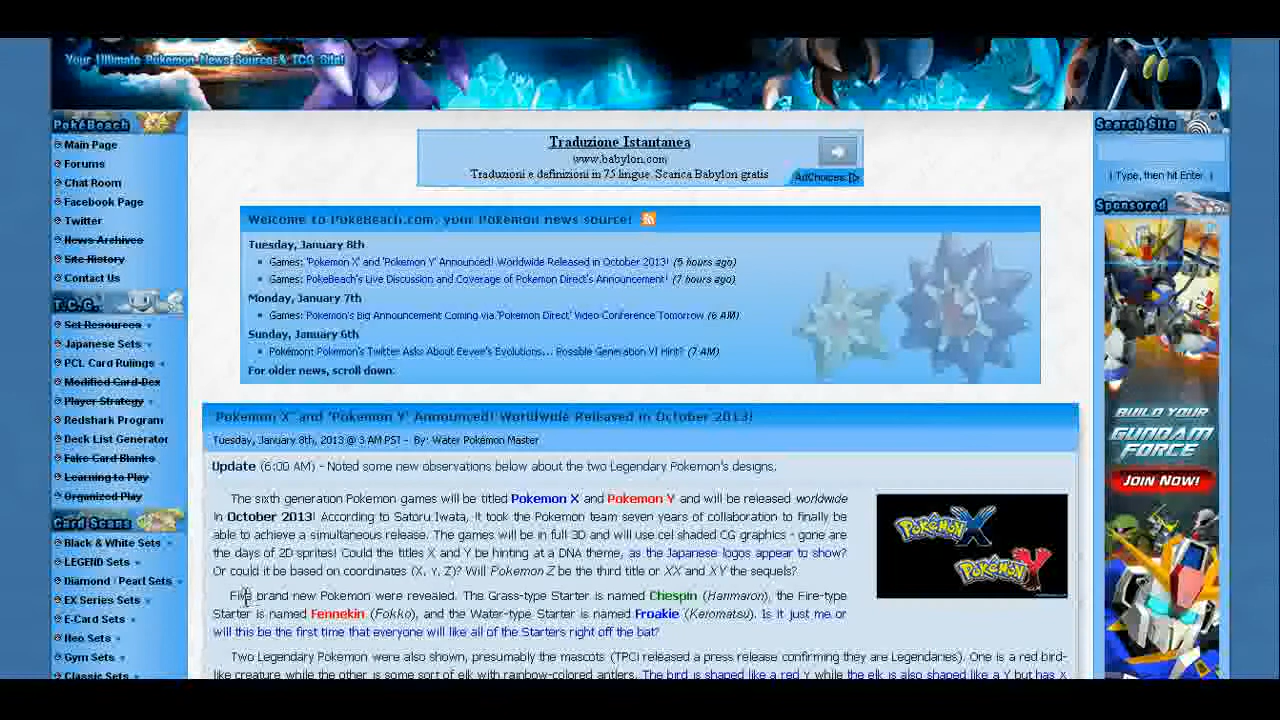 Your Ultimate Pokemon News Source & TCG Site!
PokéBeach
Main Page
Forums
Chat Room
Facebook Page
Twitter
News Archives
Site History
Contact Us
T.C.G.
Set Resources
Japanese Sets
PCL Card Rulings
Modified Card-Dex
Player Strategy
Redshark Program
Deck List Generator
Fake Card Blanks
Learning to Play
Organized Play
Card Scans
Black & White Sets
LEGEND Sets
Diamond / Pearl Sets
EX Series Sets
E-Card Sets
Neo Sets
Gym Sets
Classic Sets
Traduzione Istantanea
www.babylon.com
Traduzioni e definizioni in 75 lingue. Scarica Babylon gratis
AdChoices
Welcome to PokeBeach.com, your Pokemon news source!
Tuesday, January 8th
Games: 'Pokemon X' and 'Pokemon Y' Announced! Worldwide Released in October 2013! (5 hours ago)
Games: PokeBeach's Live Discussion and Coverage of Pokemon Direct's Announcement! (7 hours ago)
Monday, January 7th
Games: Pokemon's big Announcement Coming via 'Pokemon Direct' Video Conference Tomorrow (6 AM)
Sunday, January 6th
Pokémon: Pokemon's Twitter Asks About Eevee's Evolutions... Possible Generation VI Hint? (7 AM)
For older news, scroll down.
'Pokemon X' and 'Pokemon Y' Announced! Worldwide Released in October 2013!
Tuesday, January 8th, 2013 @ 3 AM PST - By: Water Pokémon Master
Update (6:00 AM) - Noted some new observations below about the two Legendary Pokemon's designs.
The sixth generation Pokemon games will be titled Pokemon X and Pokemon Y and will be released worldwide
in October 2013! According to Satoru Iwata, it took the Pokemon team seven years of collaboration to finally be
able to achieve a simultaneous release. The games will be in full 3D and will use cel shaded CG graphics - gone are
the days of 2D sprites! Could the titles X and Y be hinting at a DNA theme, as the Japanese logos appear to show?
Or could it be based on coordinates (X, Y, Z)? Will Pokemon Z be the third title or XX and XY the sequels?
Five brand new Pokemon were revealed. The Grass-type Starter is named Chespin (Harimaron), the Fire-type
Starter is named Fennekin (Fokko), and the Water-type Starter is named Froakie (Keromatsu). Is it just me or
will this be the first time that everyone will like all of the Starters right off the bat?
Two Legendary Pokemon were also shown, presumably the mascots (TPCi released a press release confirming they are Legendaries). One is a red bird-
like creature while the other is some sort of elk with rainbow-colored antlers. The bird is shaped like a red Y while the elk is also shaped like a Y but has X
POKéMON X
POKéMON Y
Search Site
Type, then hit Enter
Sponsored
BUILD YOUR
GUNDAM
FORCE
JOIN NOW!